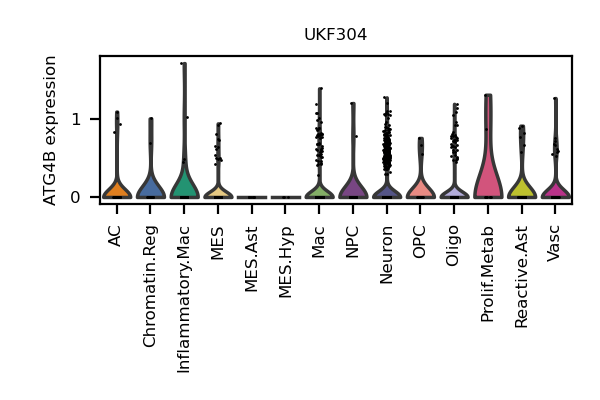 UKF304
ATG4B expression
1
0
AC
Chromatin.Reg
Inflammatory.Mac
MES
MES.Ast
MES.Hyp
Mac
NPC
Neuron
OPC
Oligo
Prolif.Metab
Reactive.Ast
Vasc